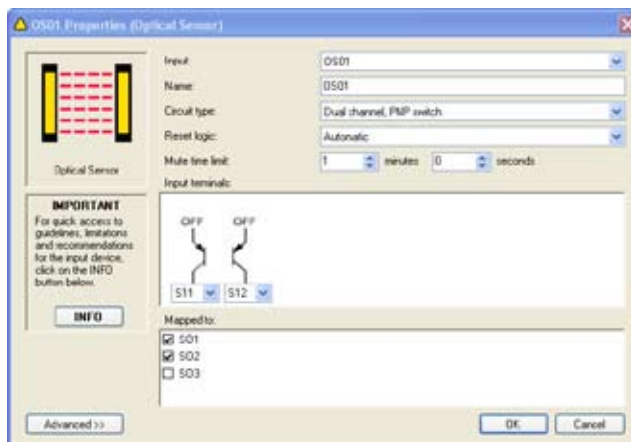 OS01 Properties (Optical Sensor)
Optical Sensor
IMPORTANT
For quick access to
guidelines, limitations
and recommendations
for the input device,
click on the INFO
button below.
INFO
Input:
OS01
Name:
OS01
Circuit type:
Dual channel, PNP switch
Reset logic:
Automatic
Mute time limit:
1 minutes 0 seconds
Input terminals:
OFF OFF
S11 S12
Mapped to:
SO1
SO2
SO3
Advanced >>
OK Cancel